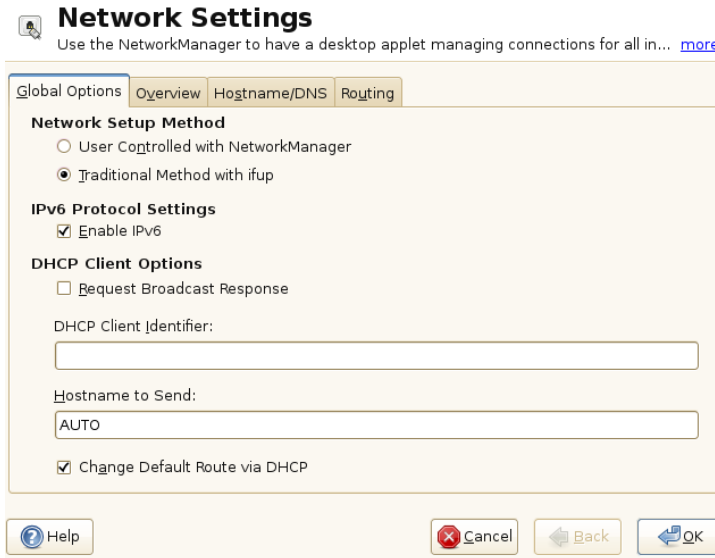 Network Settings
Use the NetworkManager to have a desktop applet managing connections for all in... more
Global Options Overview Hostname/DNS Routing
Network Setup Method
User Controlled with NetworkManager
Traditional Method with ifup
IPv6 Protocol Settings
Enable IPv6
DHCP Client Options
Request Broadcast Response
DHCP Client Identifier:
Hostname to Send:
AUTO
Change Default Route via DHCP
Help Cancel Back OK